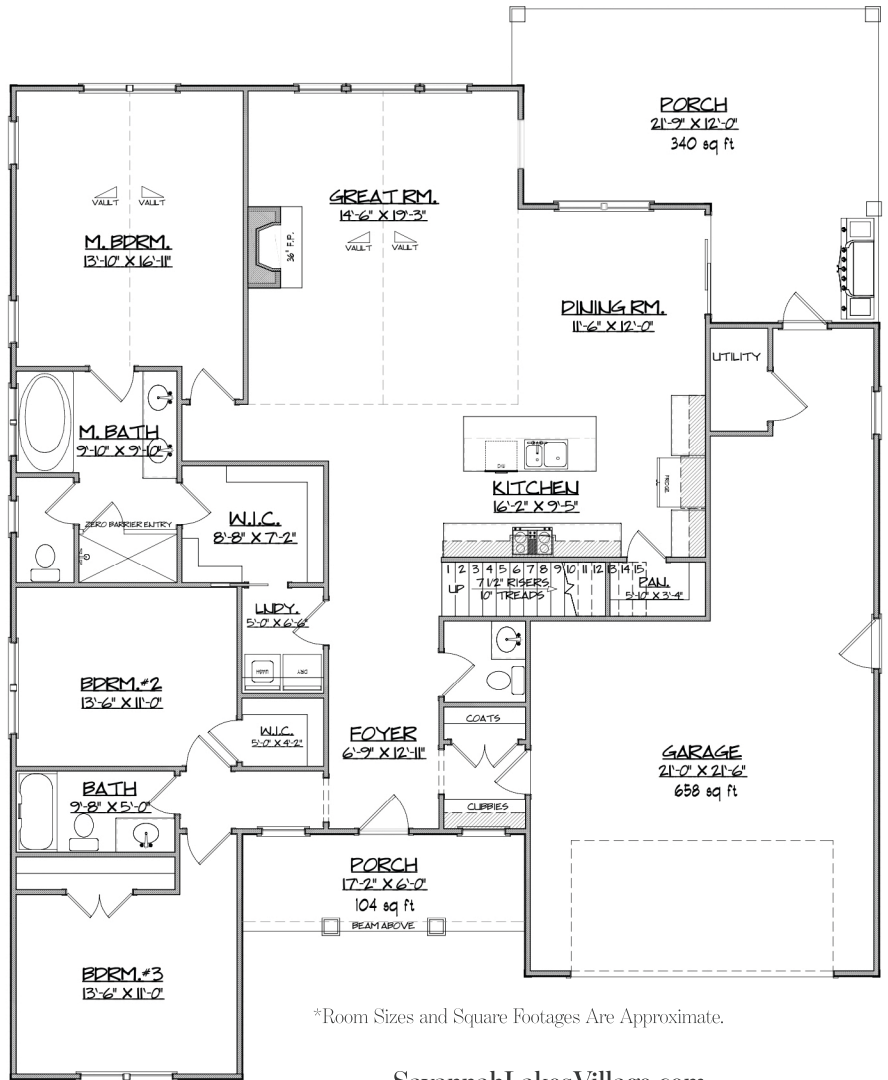 PORCH
21'-9" X 12'-0"
340 sq ft
GREAT RM.
14'-6" X 19'-3"
VAULT VAULT
VAULT VAULT
M. BDRM.
13'-10" X 16'-11"
36" F.P.
DINING RM.
11'-6" X 12'-0"
UTILITY
M. BATH
9'-10" X 9'-10"
KITCHEN
16'-2" X 9'-5"
FRIDGE
DW
W.I.C.
8'-8" X 7'-2"
ZERO BARRIER ENTRY
1 2 3 4 5 6 7 8 9 10 11 12 13 14 15
UP
7 1/2" RISERS
10" TREADS
PAN.
5'-10" X 3'-4"
LNDY.
5'-0" X 6'-6"
WASH
DRY
BDRM.#2
13'-6" X 11'-0"
W.I.C.
5'-0" X 4'-2"
COATS
FOYER
6'-9" X 12'-11"
GARAGE
21'-0" X 21'-6"
658 sq ft
BATH
9'-8" X 5'-0"
CUBBIES
PORCH
17'-2" X 6'-0"
104 sq ft
BEAM ABOVE
BDRM.#3
13'-6" X 11'-0"
*Room Sizes and Square Footages Are Approximate.
SavannahLakesVillage.com